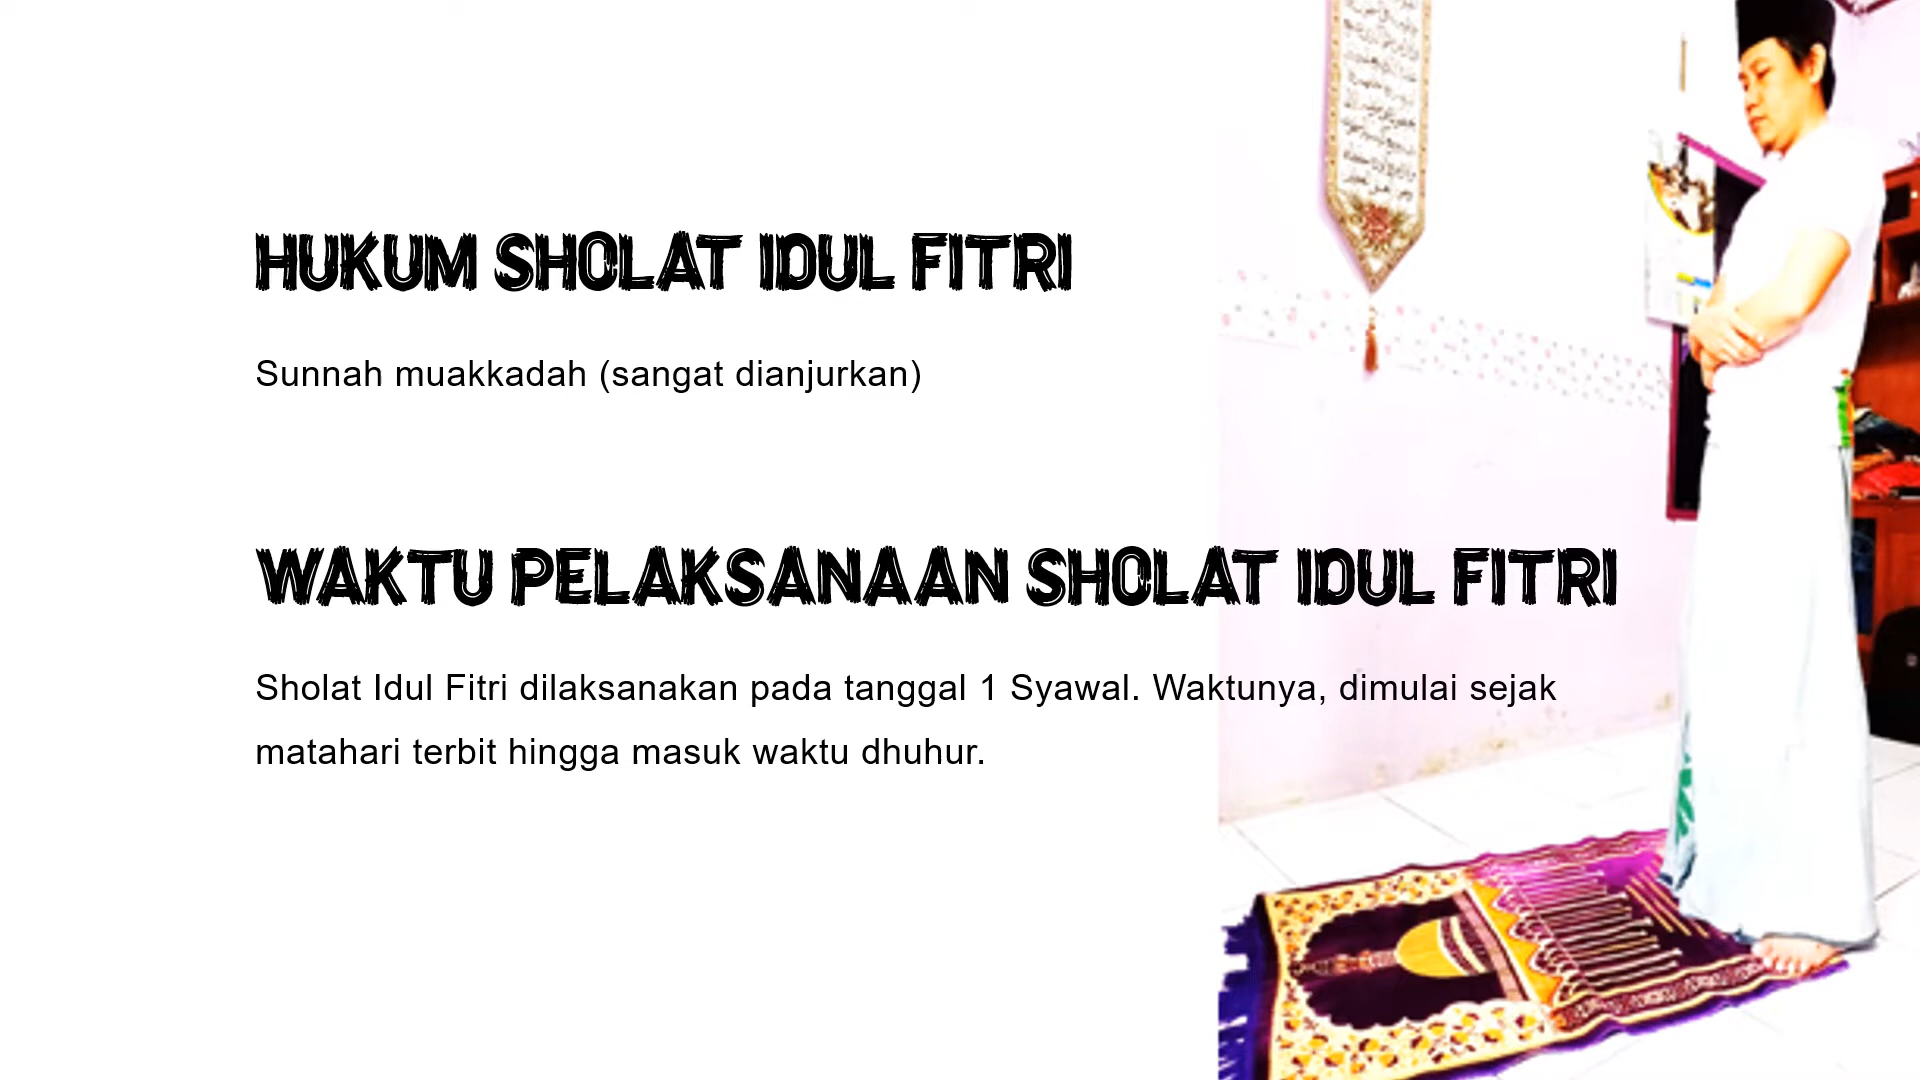 HUKUM SHOLAT IDUL FITRI
Sunnah muakkadah (sangat dianjurkan)
WAKTU PELAKSANAAN SHOLAT IDUL FITRI
Sholat Idul Fitri dilaksanakan pada tanggal 1 Syawal. Waktunya, dimulai sejak
matahari terbit hingga masuk waktu dhuhur.